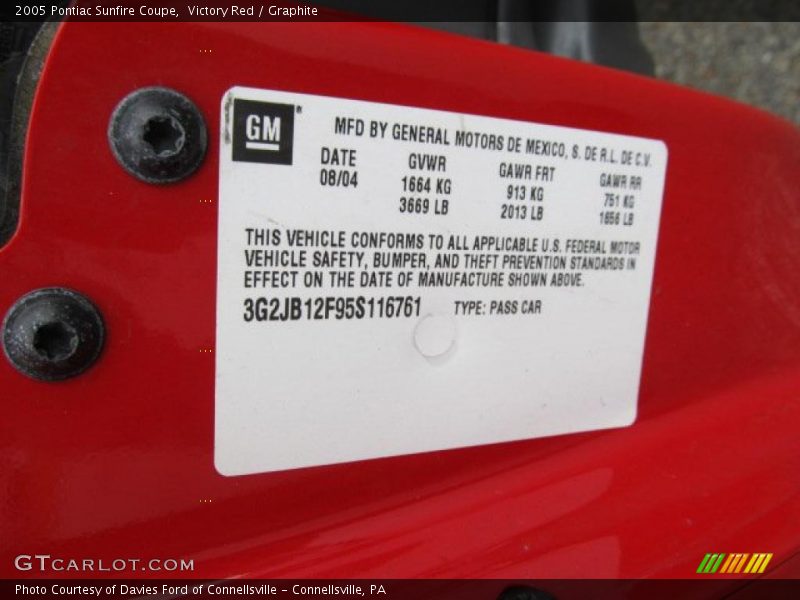 2005 Pontiac Sunfire Coupe,  Victory Red / Graphite
GM
MFD BY GENERAL MOTORS DE MEXICO, S. DE R.L. DE C.V.
DATE GVWR GAWR FRT GAWR RR
08/04 1664 KG 913 KG 751 KG
3669 LB 2013 LB 1656 LB
THIS VEHICLE CONFORMS TO ALL APPLICABLE U.S. FEDERAL MOTOR
VEHICLE SAFETY, BUMPER, AND THEFT PREVENTION STANDARDS IN
EFFECT ON THE DATE OF MANUFACTURE SHOWN ABOVE.
3G2JB12F95S116761 TYPE: PASS CAR
GTCARLOT.COM
Photo Courtesy of Davies Ford of Connellsville - Connellsville, PA